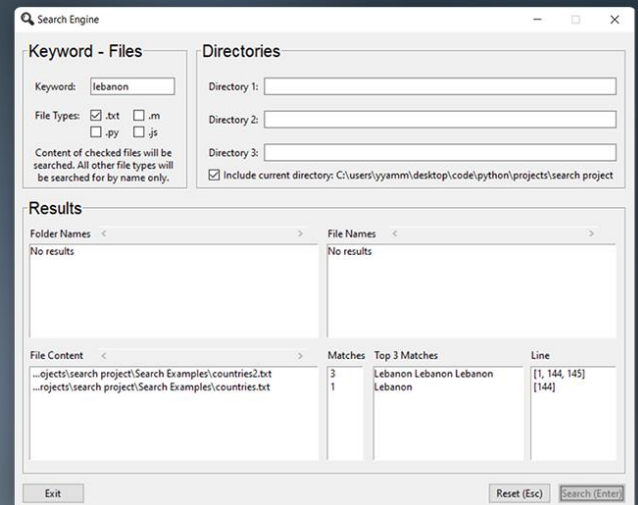 Search Engine
Keyword - Files
Keyword: lebanon
File Types: .txt .m
.py .js
Content of checked files will be
searched. All other file types will
be searched for by name only.
Directories
Directory 1:
Directory 2:
Directory 3:
Include current directory: C:\users\yyamm\desktop\code\python\projects\search project
Results
Folder Names < >
No results
File Names < >
No results
File Content < >
...ojects\search project\Search Examples\countries2.txt
...rojects\search project\Search Examples\countries.txt
Matches
3
1
Top 3 Matches
Lebanon Lebanon Lebanon
Lebanon
Line
[1, 144, 145]
[144]
Exit
Reset (Esc)
Search (Enter)